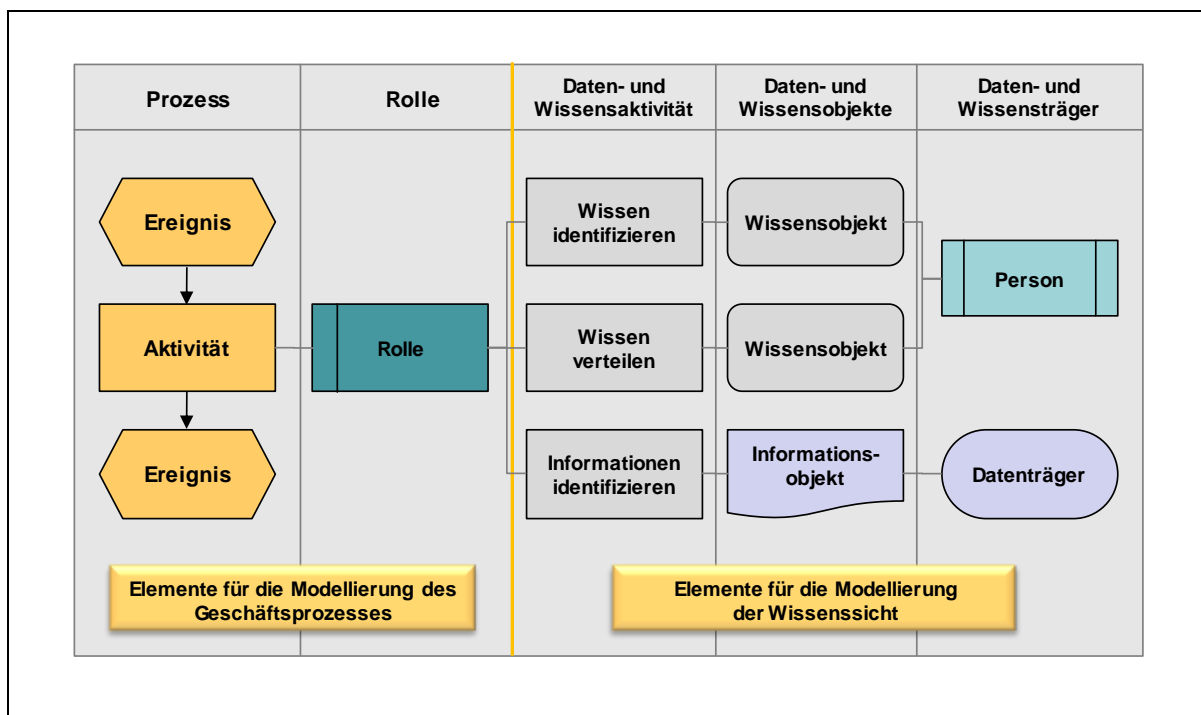 Prozess
Rolle
Daten- und
Wissensaktivität
Daten- und
Wissensobjekte
Daten- und
Wissensträger
Ereignis
Wissen
identifizieren
Wissensobjekt
Person
Aktivität
Rolle
Wissen
verteilen
Wissensobjekt
Ereignis
Informationen
identifizieren
Informations-
objekt
Datenträger
Elemente für die Modellierung des
Geschäftsprozesses
Elemente für die Modellierung
der Wissenssicht